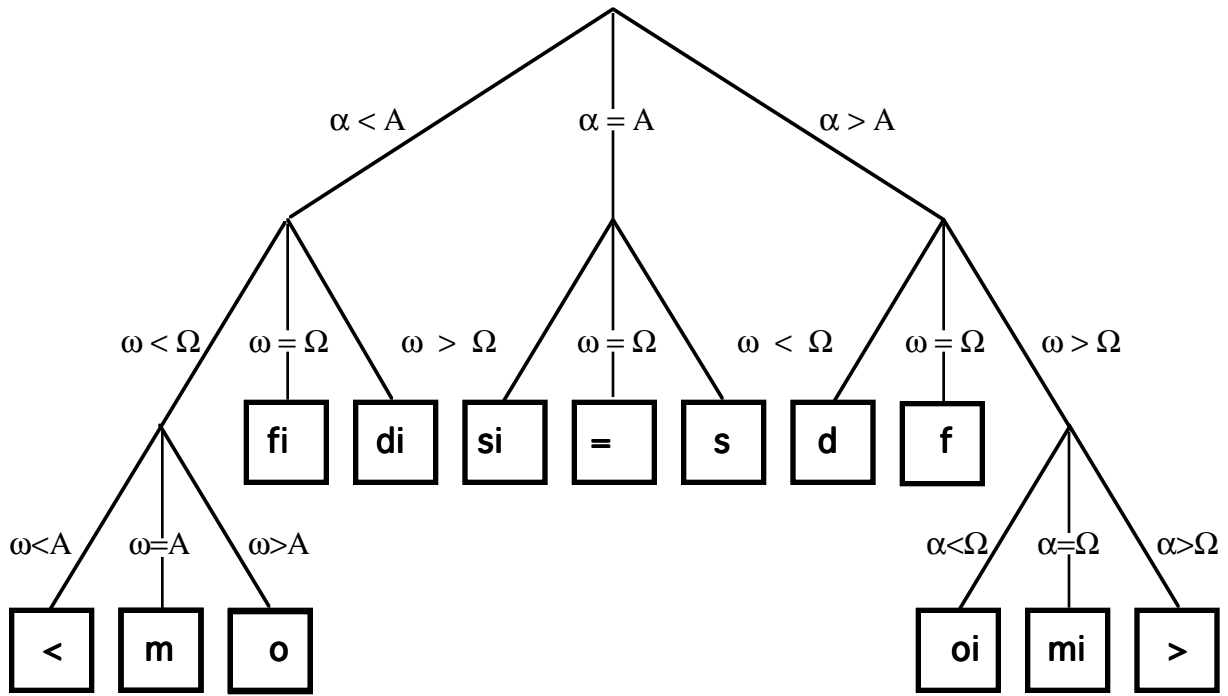 α < A α = A α > A
ω < Ω ω = Ω ω > Ω ω = Ω ω < Ω ω = Ω ω > Ω
fi di si = s d f
ω<A ω=A ω>A α<Ω α=Ω α>Ω
< m o oi mi >